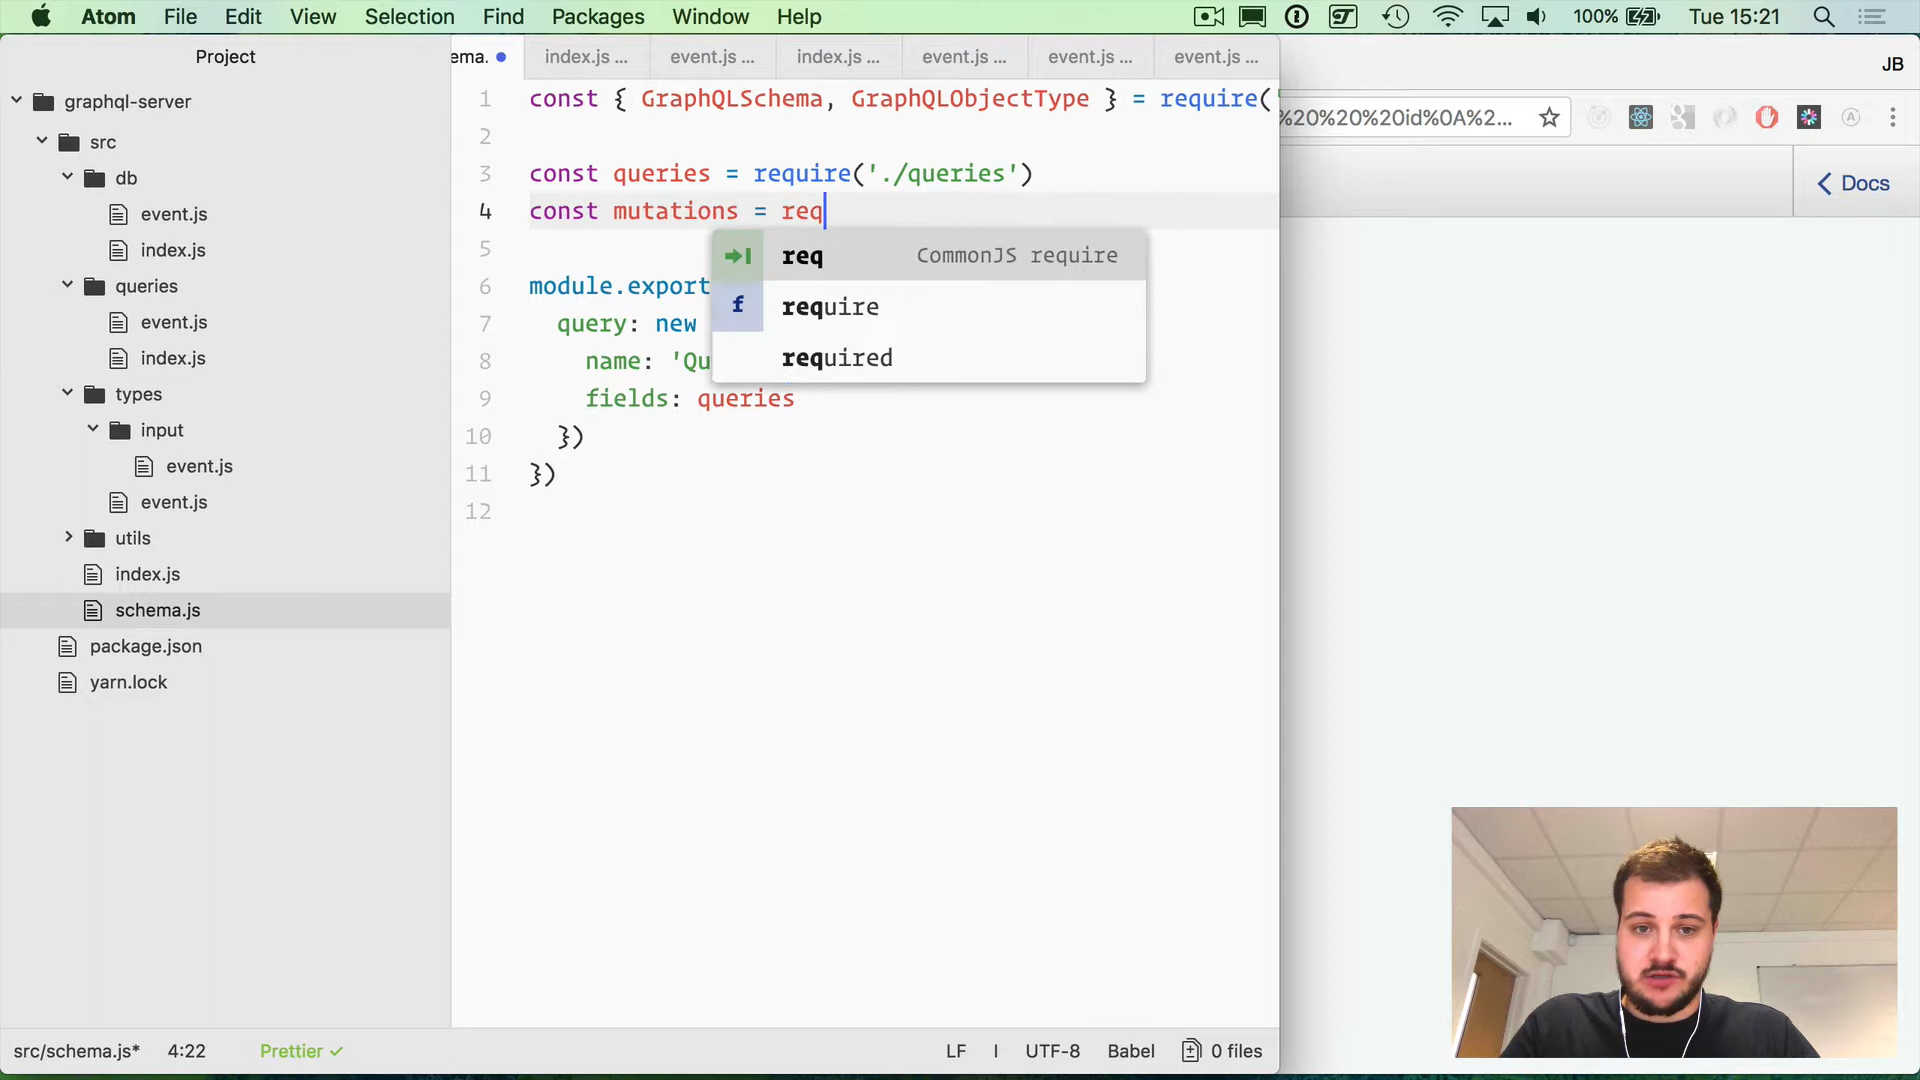 Atom File Edit View Selection Find Packages Window Help 100% Tue 15:21
Project
ema. index.js ... event.js ... index.js ... event.js ... event.js ... event.js ...
JB
graphql-server
src
db
event.js
index.js
queries
event.js
index.js
types
input
event.js
event.js
utils
index.js
schema.js
package.json
yarn.lock
1 const { GraphQLSchema, GraphQLObjectType } = require(
2
3 const queries = require('./queries')
4 const mutations = req
5
6 module.export
7 query: new
8 name: 'Qu
9 fields: queries
10 })
11 })
12
req CommonJS require
f require
required
%20%20%20id%0A%2...
Docs
src/schema.js* 4:22 Prettier ✓ LF I UTF-8 Babel 0 files